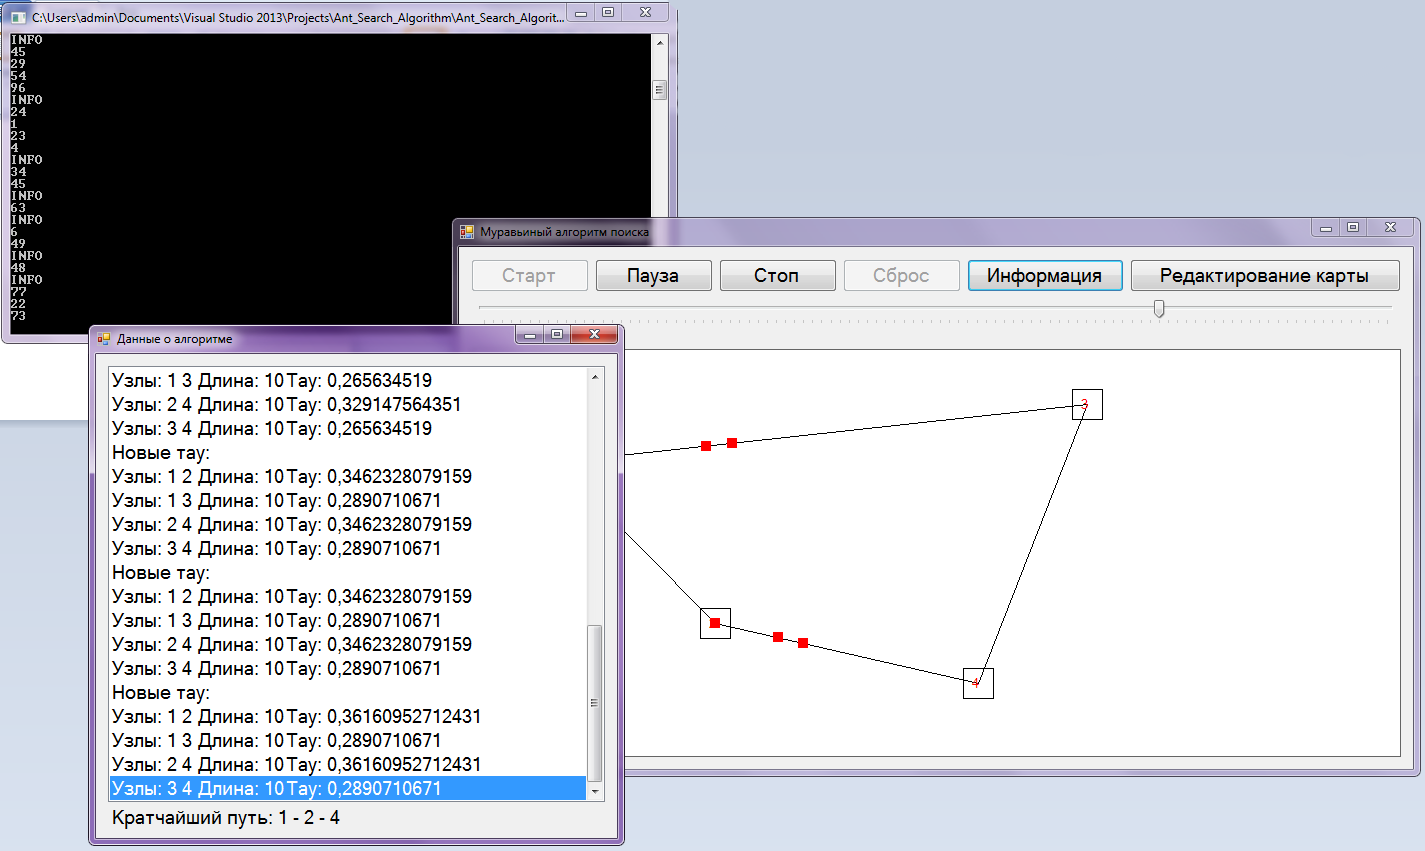 C:\Users\admin\Documents\Visual Studio 2013\Projects\Ant_Search_Algorithm\Ant_Search_Algorit...
INFO
45
29
54
96
INFO
24
1
23
4
INFO
34
45
INFO
63
INFO
6
49
INFO
48
INFO
77
22
73
Муравьиный алгоритм поиска
Старт Пауза Стоп Сброс Информация Редактирование карты
3
4
Данные о алгоритме
Узлы: 1 3 Длина: 10 Тау: 0,265634519
Узлы: 2 4 Длина: 10 Тау: 0,329147564351
Узлы: 3 4 Длина: 10 Тау: 0,265634519
Новые тау:
Узлы: 1 2 Длина: 10 Тау: 0,3462328079159
Узлы: 1 3 Длина: 10 Тау: 0,2890710671
Узлы: 2 4 Длина: 10 Тау: 0,3462328079159
Узлы: 3 4 Длина: 10 Тау: 0,2890710671
Новые тау:
Узлы: 1 2 Длина: 10 Тау: 0,3462328079159
Узлы: 1 3 Длина: 10 Тау: 0,2890710671
Узлы: 2 4 Длина: 10 Тау: 0,3462328079159
Узлы: 3 4 Длина: 10 Тау: 0,2890710671
Новые тау:
Узлы: 1 2 Длина: 10 Тау: 0,36160952712431
Узлы: 1 3 Длина: 10 Тау: 0,2890710671
Узлы: 2 4 Длина: 10 Тау: 0,36160952712431
Узлы: 3 4 Длина: 10 Тау: 0,2890710671
Кратчайший путь: 1 - 2 - 4